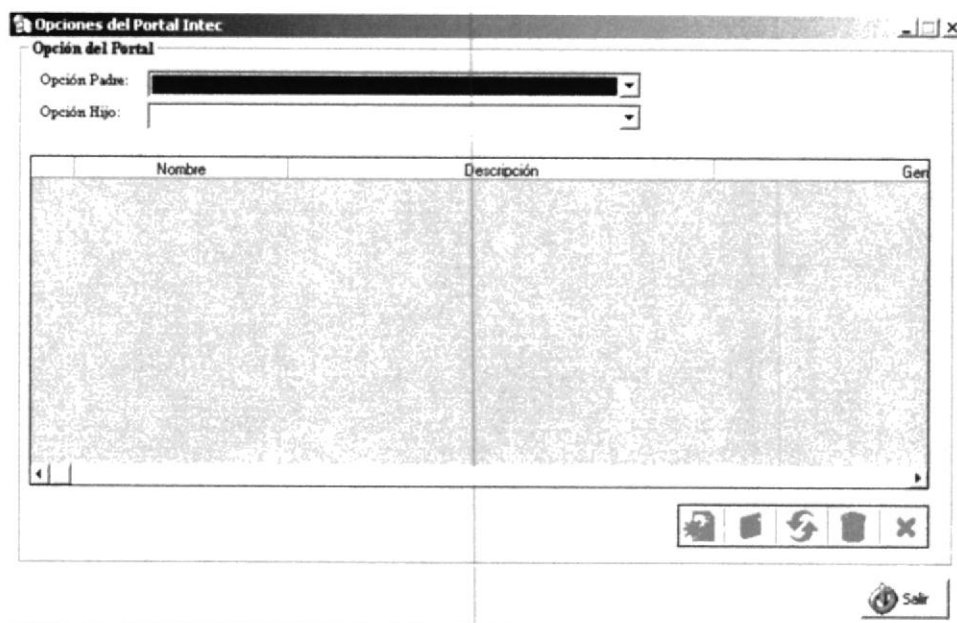 Opciones del Portal Intec
Opción del Portal
Opción Padre:
Opción Hijo:
Nombre Descripción Gen
Salir